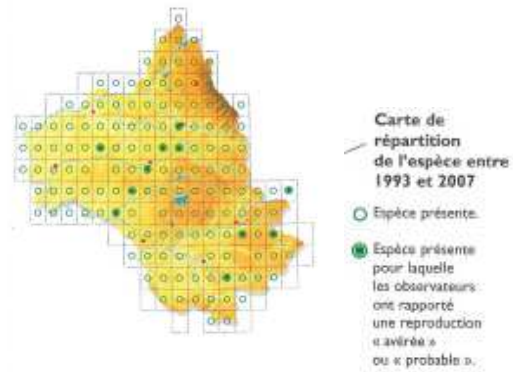 Carte de
répartition
de l'espèce entre
1993 et 2007
Espèce présente.
Espèce présente
pour laquelle
les observateurs
ont rapporté
une reproduction
« avérée »
ou « probable ».